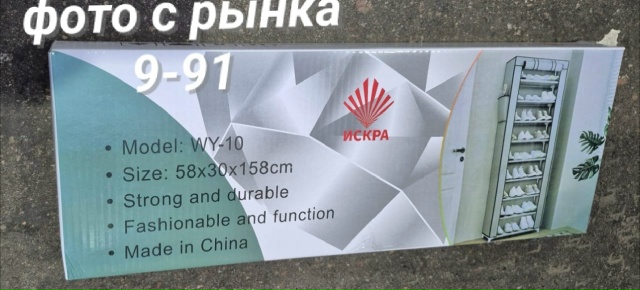 фото с рынка
9-91
ИСКРА
Model: WY-10
Size: 58x30x158cm
Strong and durable
Fashionable and function
Made in China